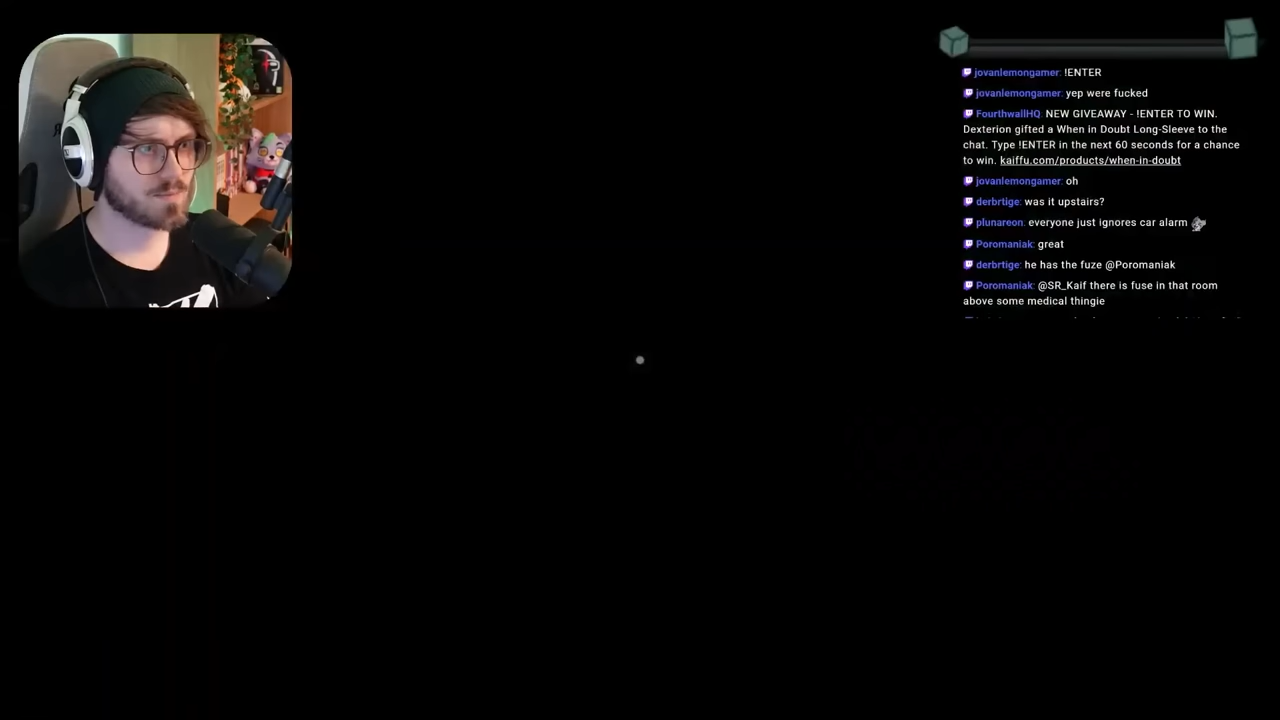 jovanlemongamer: !ENTER
jovanlemongamer: yep were fucked
FourthwallHQ: NEW GIVEAWAY - !ENTER TO WIN.
Dexterion gifted a When in Doubt Long-Sleeve to the
chat. Type !ENTER in the next 60 seconds for a chance
to win. kaiffu.com/products/when-in-doubt
jovanlemongamer: oh
derbrtige: was it upstairs?
plunareon: everyone just ignores car alarm
Poromaniak: great
derbrtige: he has the fuze @Poromaniak
Poromaniak: @SR_Kaif there is fuse in that room
above some medical thingie